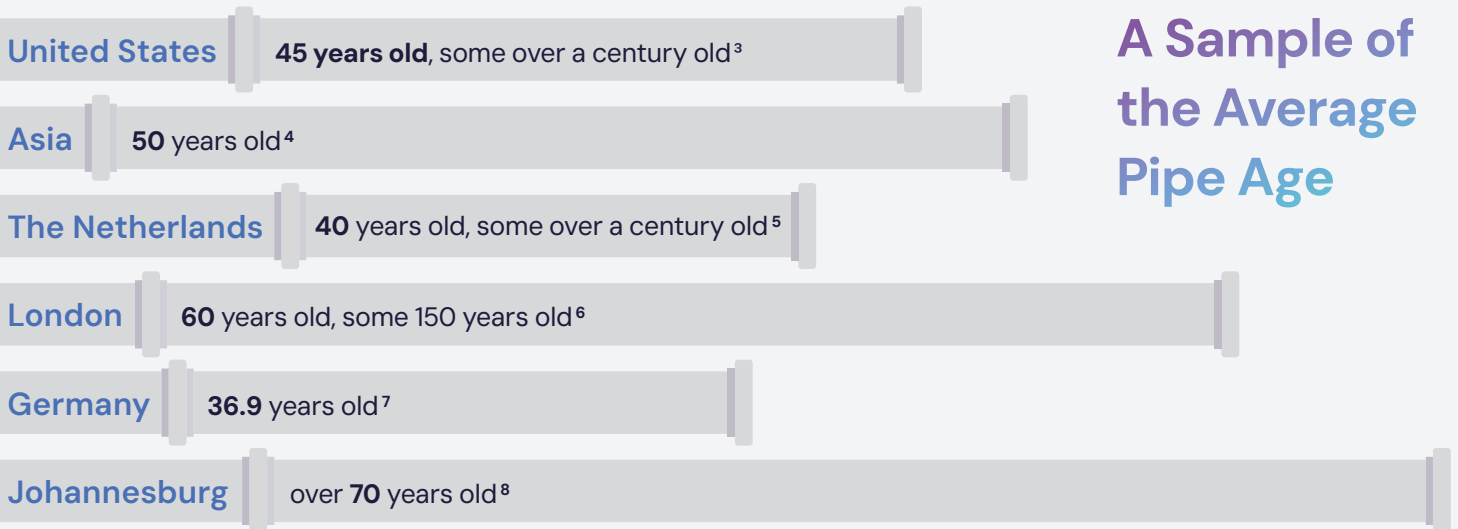 A Sample of
the Average
Pipe Age
United States 45 years old, some over a century old³
Asia 50 years old⁴
The Netherlands 40 years old, some over a century old⁵
London 60 years old, some 150 years old⁶
Germany 36.9 years old⁷
Johannesburg over 70 years old⁸